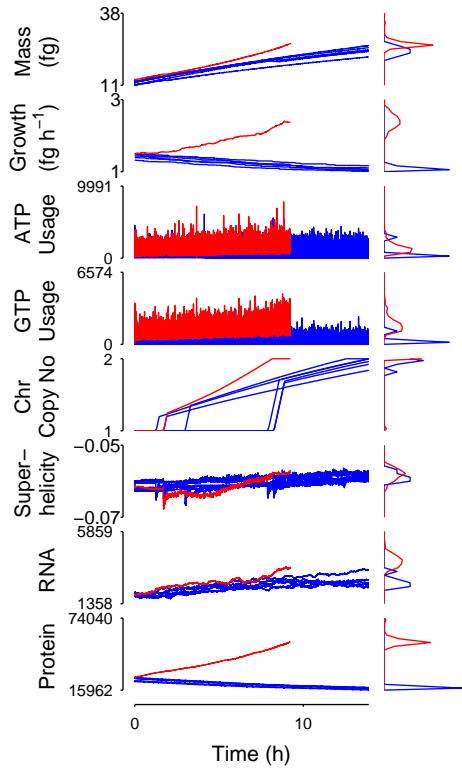 38
Mass
(fg)
11
3
Growth
(fg h⁻¹)
1
9991
ATP
Usage
0
6574
GTP
Usage
0
2
Chr
Copy No
1
−0.05
Super−
helicity
−0.07
5859
RNA
1358
74040
Protein
15962
0 10
Time (h)